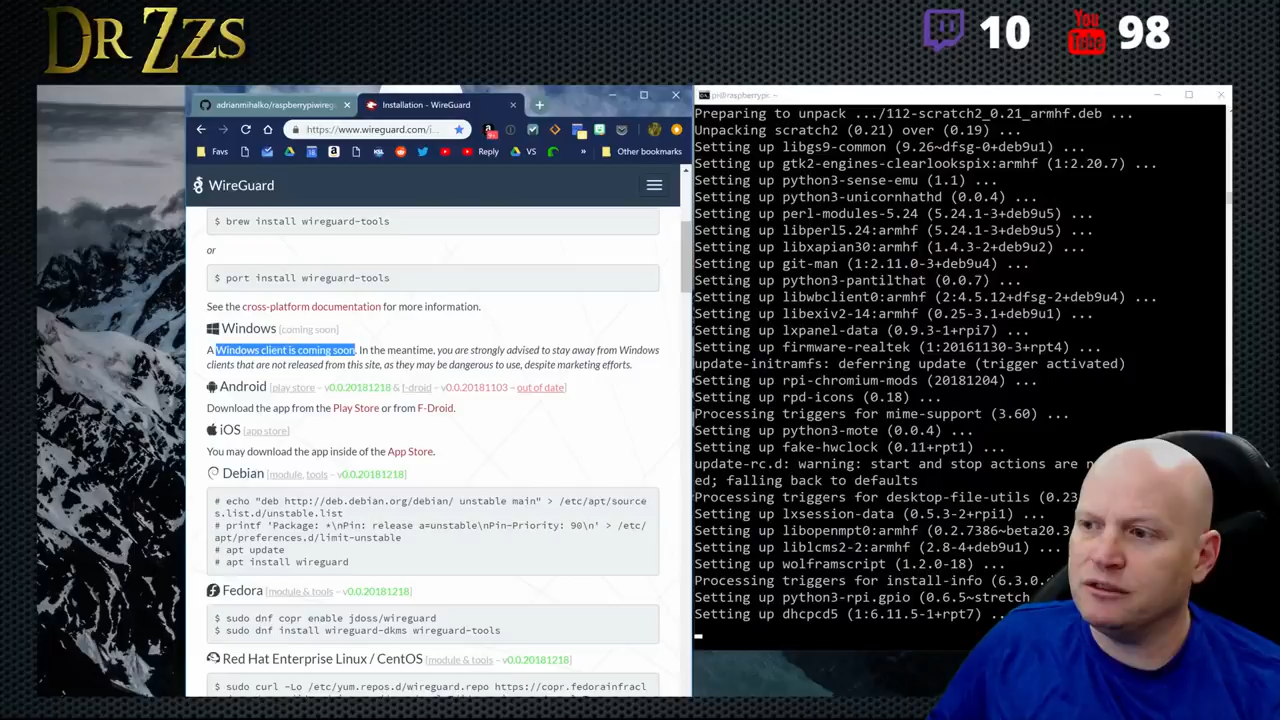 DR ZZS
10
YouTube
98
adrianmihalko/raspberrypiwireg
Installation - WireGuard
https://www.wireguard.com/i...
Favs
Reply
VS
»
Other bookmarks
WireGuard
$ brew install wireguard-tools
or
$ port install wireguard-tools
See the cross-platform documentation for more information.
Windows [coming soon]
A Windows client is coming soon. In the meantime, you are strongly advised to stay away from Windows
clients that are not released from this site, as they may be dangerous to use, despite marketing efforts.
Android [play store – v0.0.20181218 & f-droid – v0.0.20181103 – out of date]
Download the app from the Play Store or from F-Droid.
iOS [app store]
You may download the app inside of the App Store.
Debian [module, tools – v0.0.20181218]
# echo "deb http://deb.debian.org/debian/ unstable main" > /etc/apt/source
s.list.d/unstable.list
# printf 'Package: *\nPin: release a=unstable\nPin-Priority: 90\n' > /etc/
apt/preferences.d/limit-unstable
# apt update
# apt install wireguard
Fedora [module & tools – v0.0.20181218]
$ sudo dnf copr enable jdoss/wireguard
$ sudo dnf install wireguard-dkms wireguard-tools
Red Hat Enterprise Linux / CentOS [module & tools – v0.0.20181218]
$ sudo curl -Lo /etc/yum.repos.d/wireguard.repo https://copr.fedorainfracl
pi@raspberrypi: ~
Preparing to unpack .../112-scratch2_0.21_armhf.deb ...
Unpacking scratch2 (0.21) over (0.19) ...
Setting up libgs9-common (9.26~dfsg-0+deb9u1) ...
Setting up gtk2-engines-clearlookspix:armhf (1:2.20.7) ...
Setting up python3-sense-emu (1.1) ...
Setting up python3-unicornhathd (0.0.4) ...
Setting up perl-modules-5.24 (5.24.1-3+deb9u5) ...
Setting up libperl5.24:armhf (5.24.1-3+deb9u5) ...
Setting up libxapian30:armhf (1.4.3-2+deb9u2) ...
Setting up git-man (1:2.11.0-3+deb9u4) ...
Setting up python3-pantilthat (0.0.7) ...
Setting up libwbclient0:armhf (2:4.5.12+dfsg-2+deb9u4) ...
Setting up libexiv2-14:armhf (0.25-3.1+deb9u1) ...
Setting up lxpanel-data (0.9.3-1+rpi7) ...
Setting up firmware-realtek (1:20161130-3+rpt4) ...
update-initramfs: deferring update (trigger activated)
Setting up rpi-chromium-mods (20181204) ...
Setting up rpd-icons (0.18) ...
Processing triggers for mime-support (3.60) ...
Setting up python3-mote (0.0.4) ...
Setting up fake-hwclock (0.11+rpt1) ...
update-rc.d: warning: start and stop actions are n
ed; falling back to defaults
Processing triggers for desktop-file-utils (0.23
Setting up lxsession-data (0.5.3-2+rpi1) ...
Setting up libopenmpt0:armhf (0.2.7386~beta20.3
Setting up liblcms2-2:armhf (2.8-4+deb9u1) ...
Setting up wolframscript (1.2.0-18) ...
Processing triggers for install-info (6.3.0.d
Setting up python3-rpi.gpio (0.6.5~stretch
Setting up dhcpcd5 (1:6.11.5-1+rpt7) ..